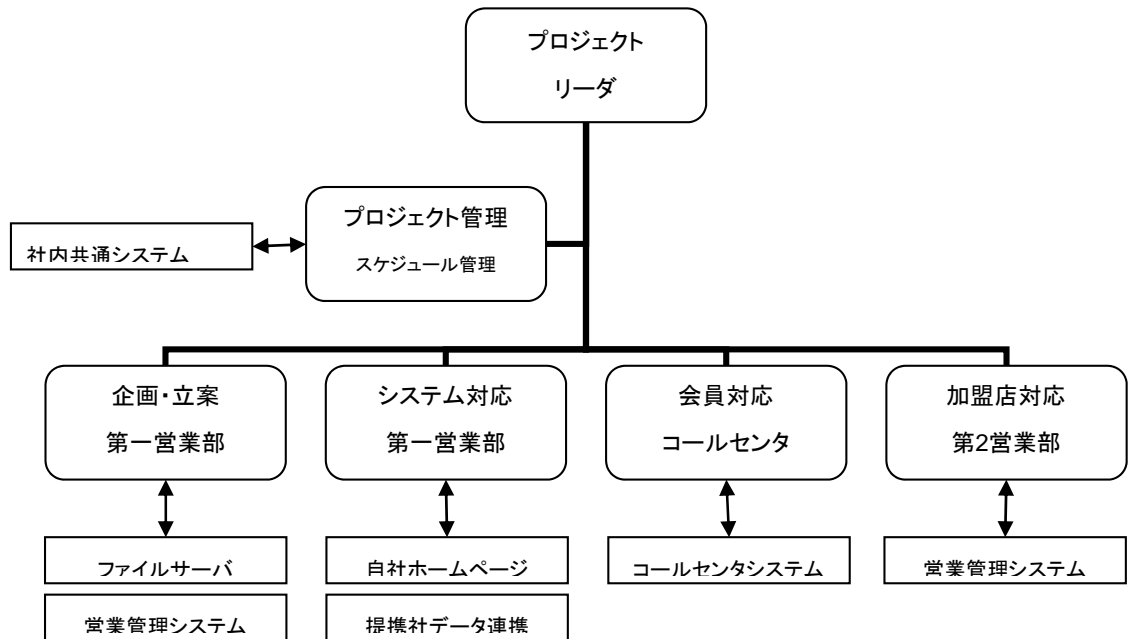 プロジェクト
リーダ
プロジェクト管理
スケジュール管理
社内共通システム
企画・立案
第一営業部
システム対応
第一営業部
会員対応
コールセンタ
加盟店対応
第2営業部
ファイルサーバ
自社ホームページ
コールセンタシステム
営業管理システム
営業管理システム
提携社データ連携